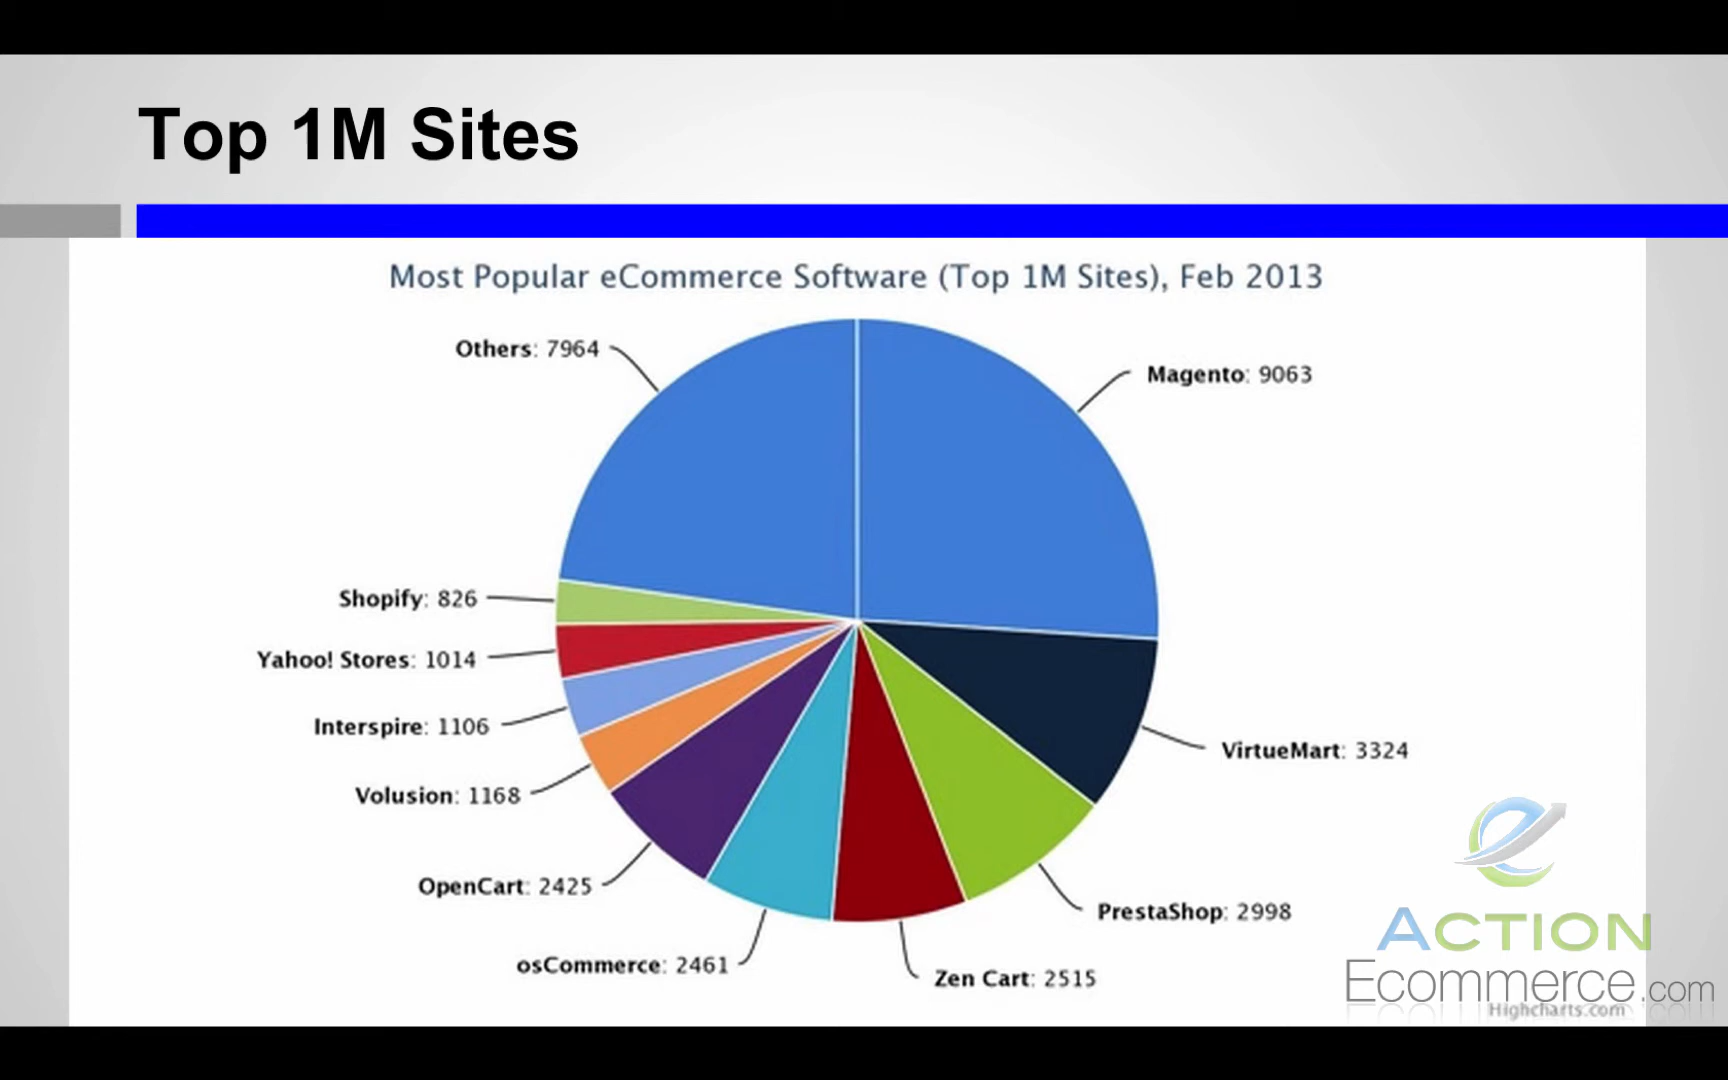 Top 1M Sites
Most Popular eCommerce Software (Top 1M Sites), Feb 2013
Others: 7964
Magento: 9063
Shopify: 826
Yahoo! Stores: 1014
Interspire: 1106
VirtueMart: 3324
Volusion: 1168
OpenCart: 2425
PrestaShop: 2998
osCommerce: 2461
Zen Cart: 2515
ACTION
Ecommerce.com
Highcharts.com